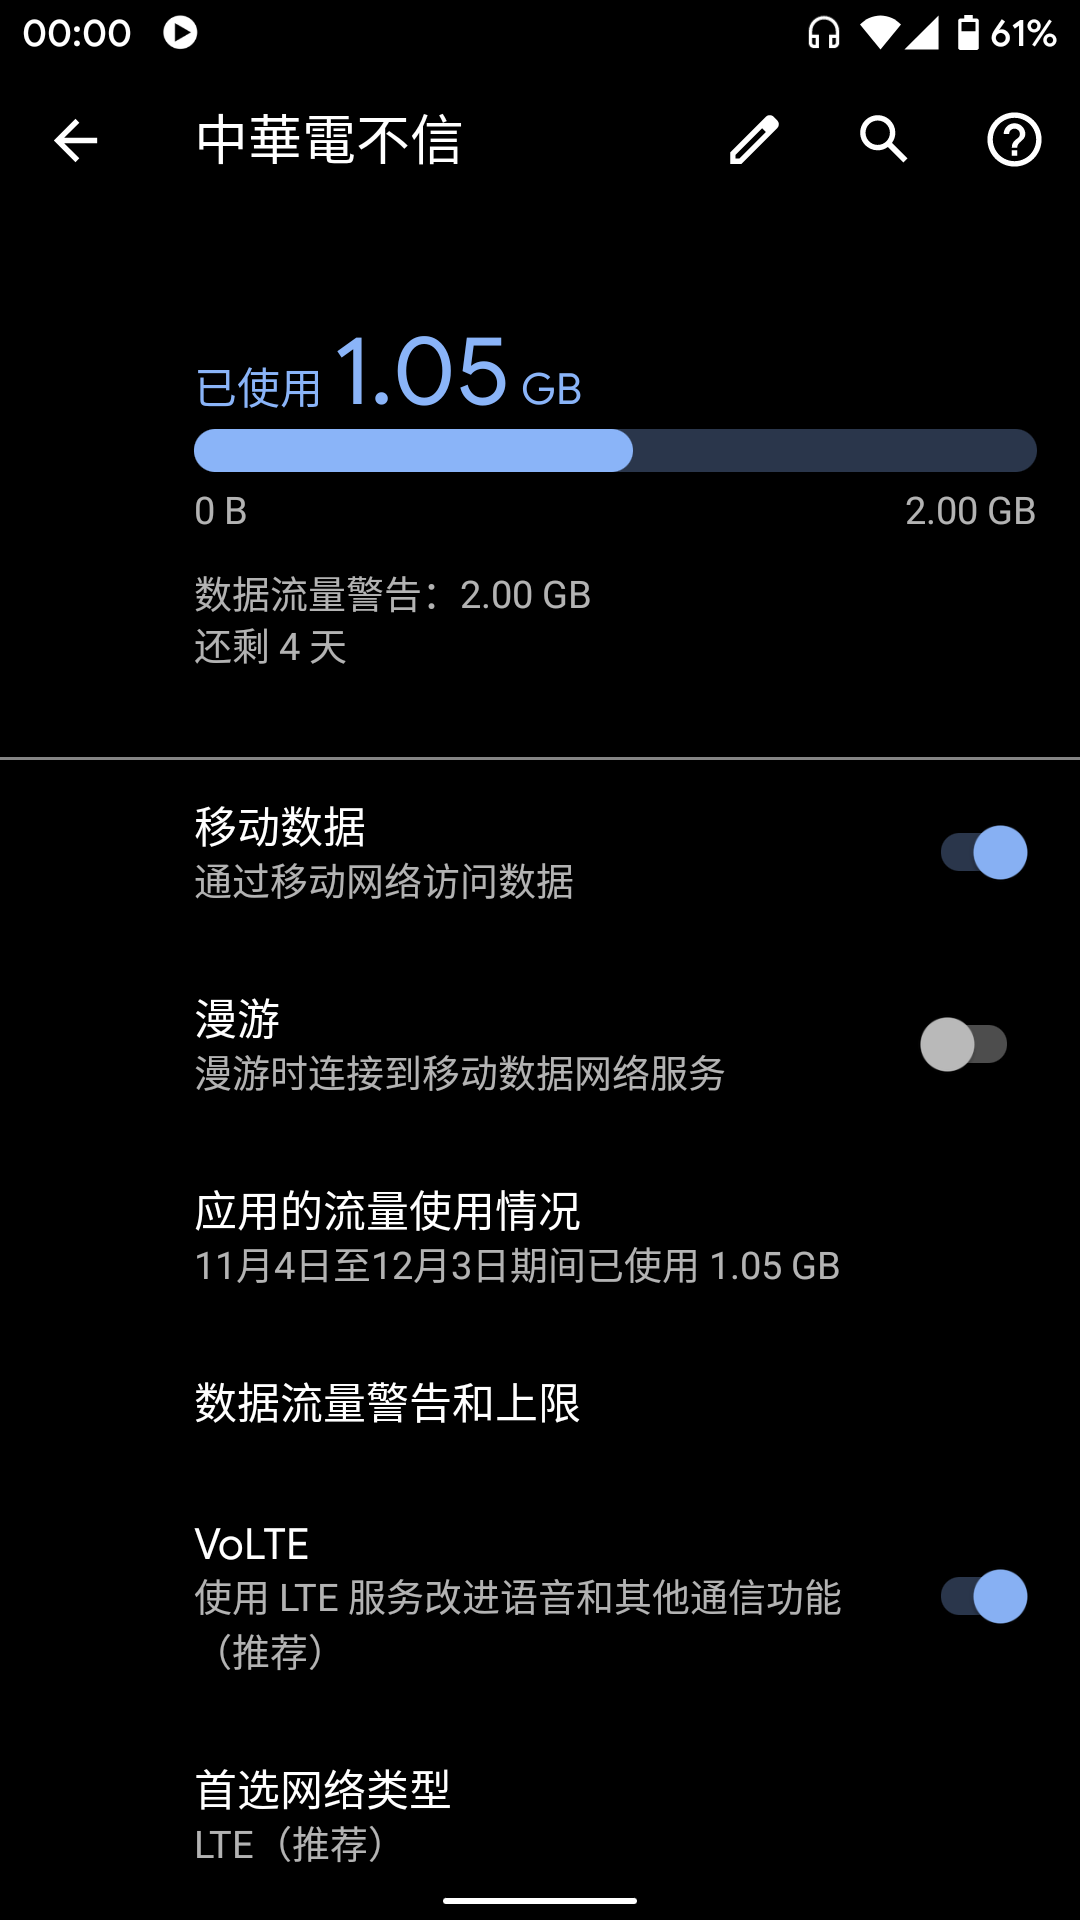 00:00
61%
中華電不信
已使用 1.05 GB
0 B
2.00 GB
数据流量警告：2.00 GB
还剩 4 天
移动数据
通过移动网络访问数据
漫游
漫游时连接到移动数据网络服务
应用的流量使用情况
11月4日至12月3日期间已使用 1.05 GB
数据流量警告和上限
VoLTE
使用 LTE 服务改进语音和其他通信功能
（推荐）
首选网络类型
LTE（推荐）